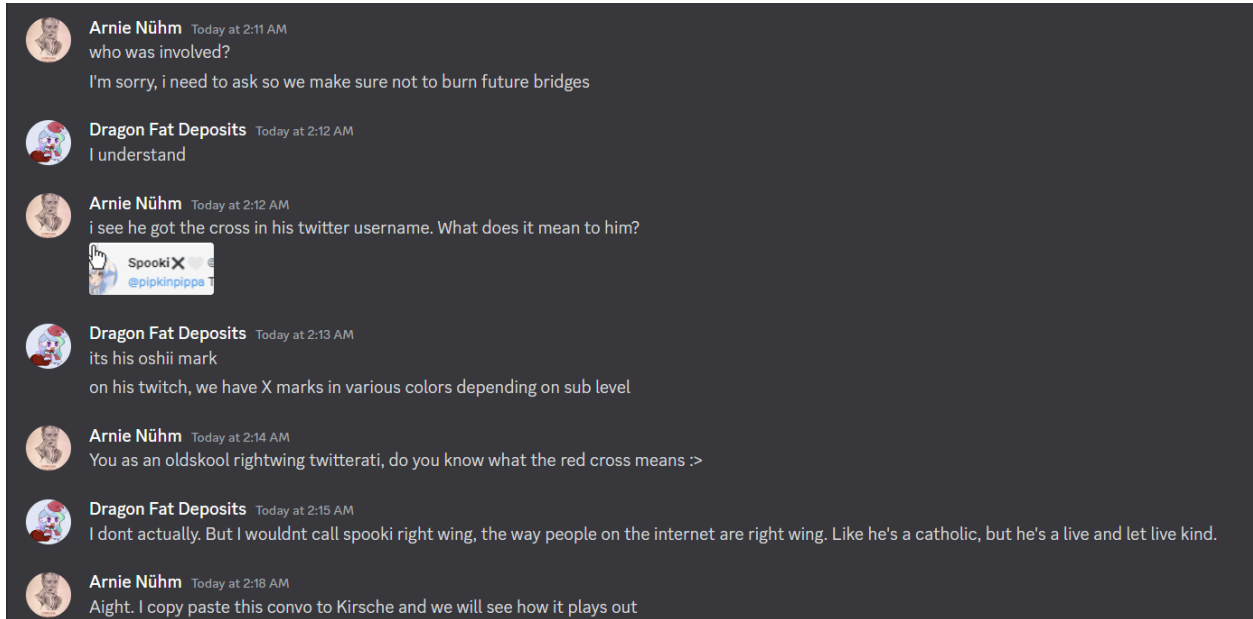 Arnie Nühm Today at 2:11 AM
who was involved?
I'm sorry, i need to ask so we make sure not to burn future bridges
Dragon Fat Deposits Today at 2:12 AM
I understand
Arnie Nühm Today at 2:12 AM
i see he got the cross in his twitter username. What does it mean to him?
Spooki❌🤍 @
@pipkinpippa T
Dragon Fat Deposits Today at 2:13 AM
its his oshii mark
on his twitch, we have X marks in various colors depending on sub level
Arnie Nühm Today at 2:14 AM
You as an oldskool rightwing twitterati, do you know what the red cross means :>
Dragon Fat Deposits Today at 2:15 AM
I dont actually. But I wouldnt call spooki right wing, the way people on the internet are right wing. Like he's a catholic, but he's a live and let live kind.
Arnie Nühm Today at 2:18 AM
Aight. I copy paste this convo to Kirsche and we will see how it plays out